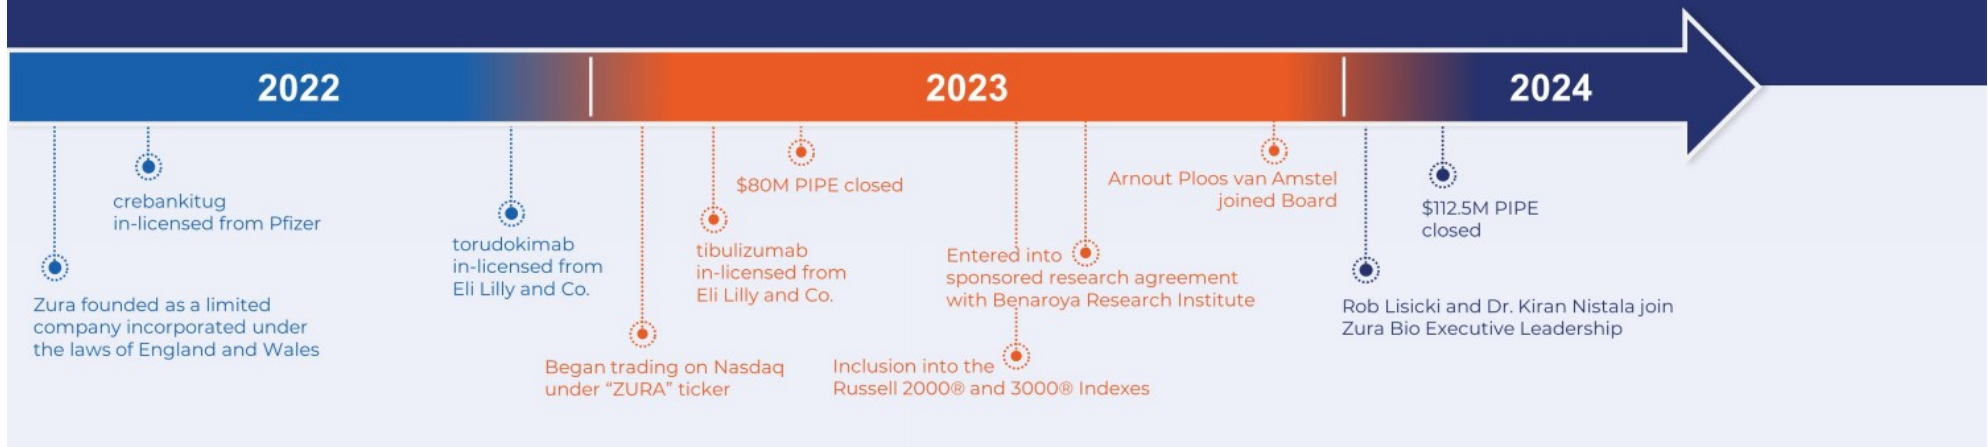 2022
2023
2024
crebankitug
in-licensed from Pfizer
Zura founded as a limited
company incorporated under
the laws of England and Wales
torudokimab
in-licensed from
Eli Lilly and Co.
Began trading on Nasdaq
under “ZURA” ticker
tibulizumab
in-licensed from
Eli Lilly and Co.
$80M PIPE closed
Inclusion into the
Russell 2000® and 3000® Indexes
Entered into
sponsored research agreement
with Benaroya Research Institute
Arnout Ploos van Amstel
joined Board
Rob Lisicki and Dr. Kiran Nistala join
Zura Bio Executive Leadership
$112.5M PIPE
closed